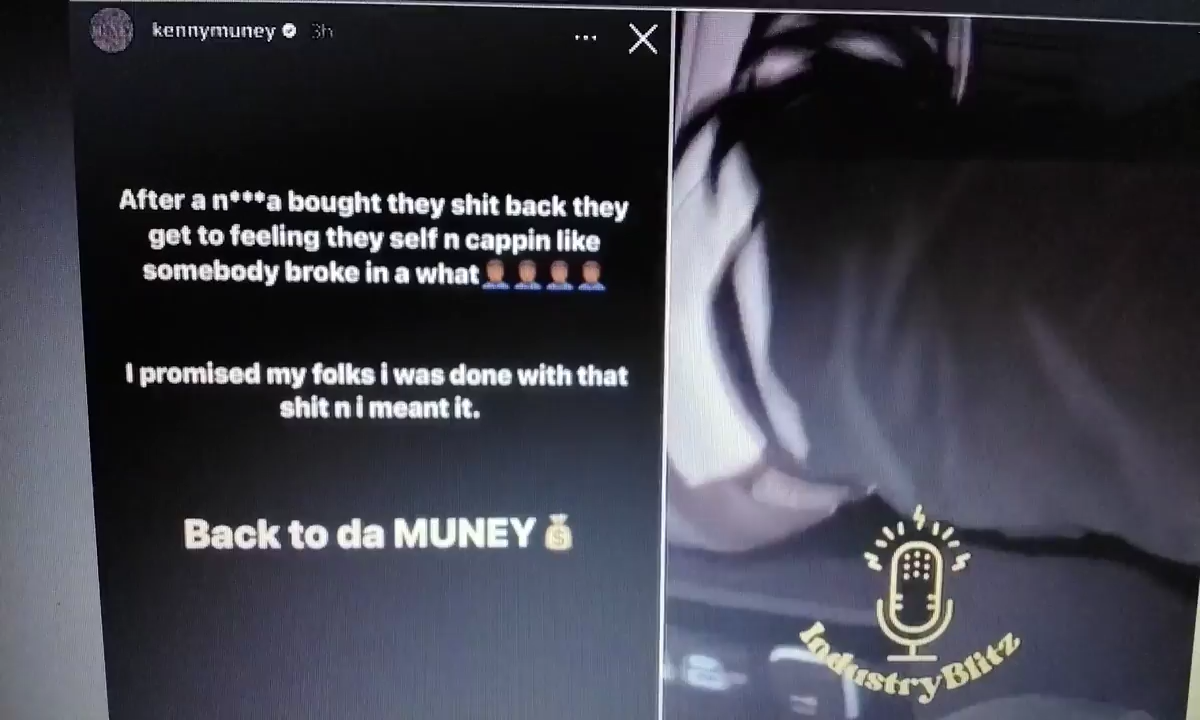 kennymuney 3h
After a n***a bought they shit back they
get to feeling they self n cappin like
somebody broke in a what
I promised my folks i was done with that
shit n i meant it.
Back to da MUNEY
IndustryBlitz